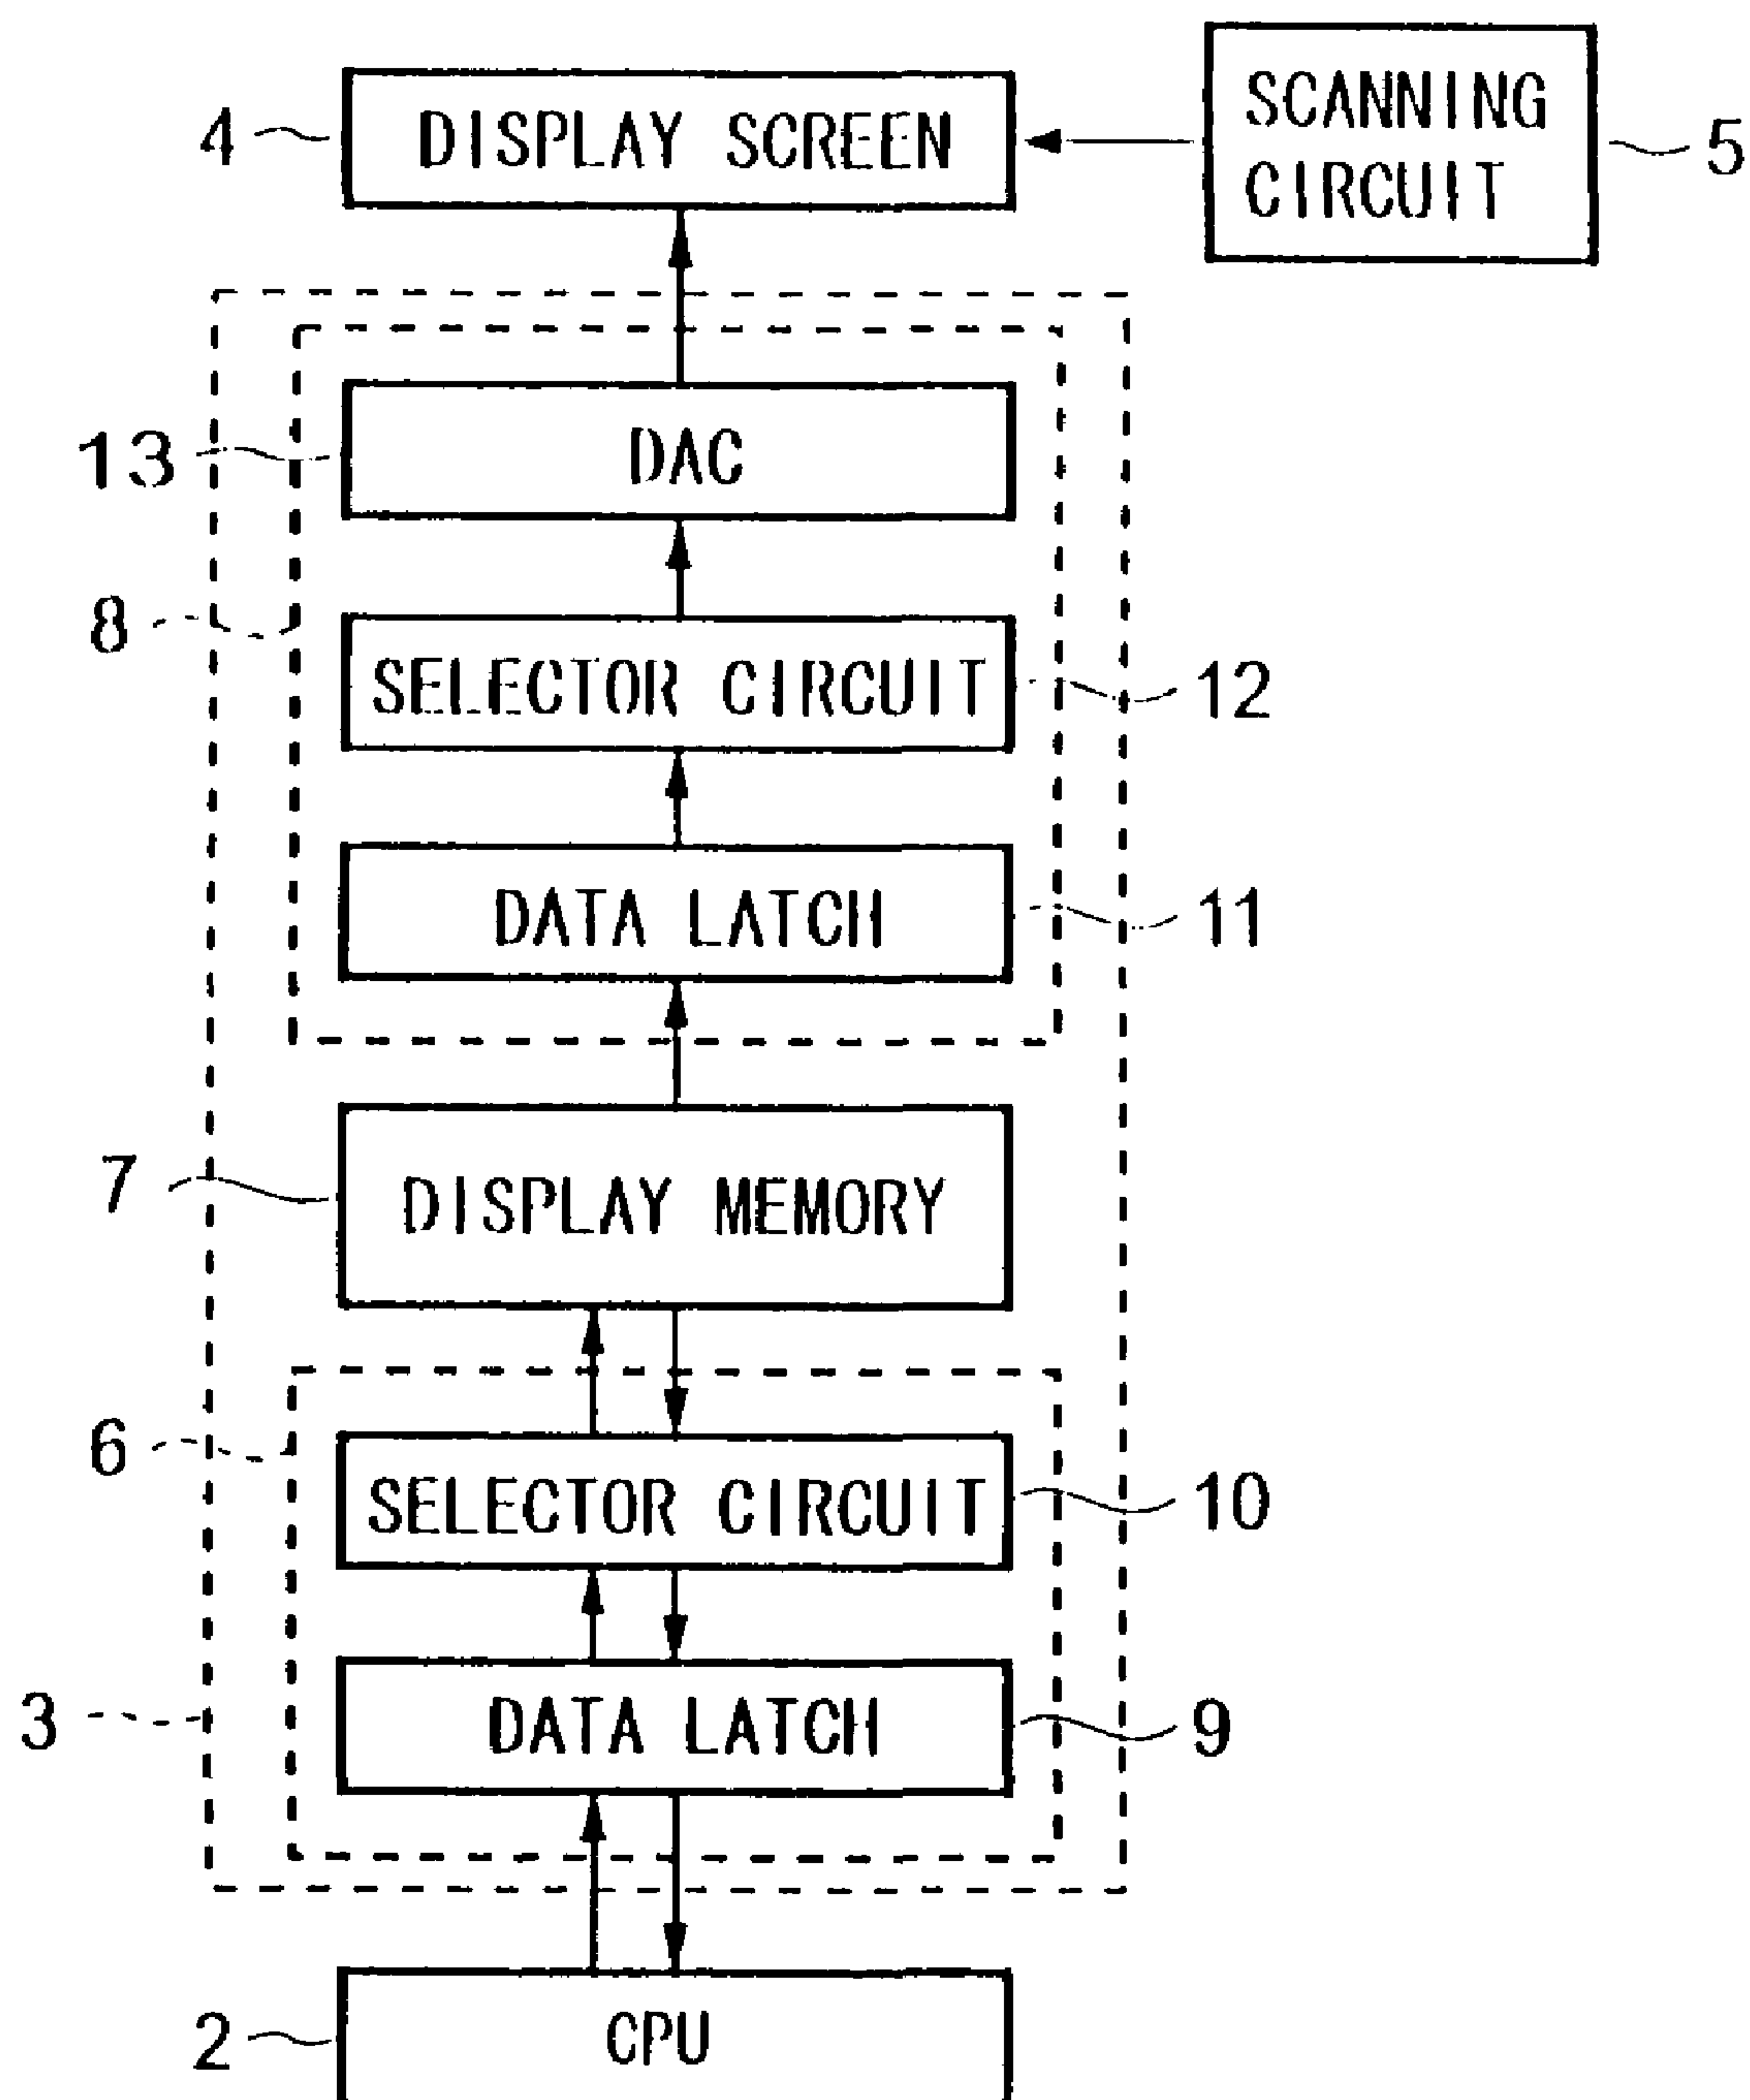 SCANNING
CIRCUIT
5
4
DISPLAY SCREEN
13
DAC
8
SELECTOR CIRCUIT
12
DATA LATCH
11
7
DISPLAY MEMORY
6
SELECTOR CIRCUIT
10
3
DATA LATCH
9
2
CPU